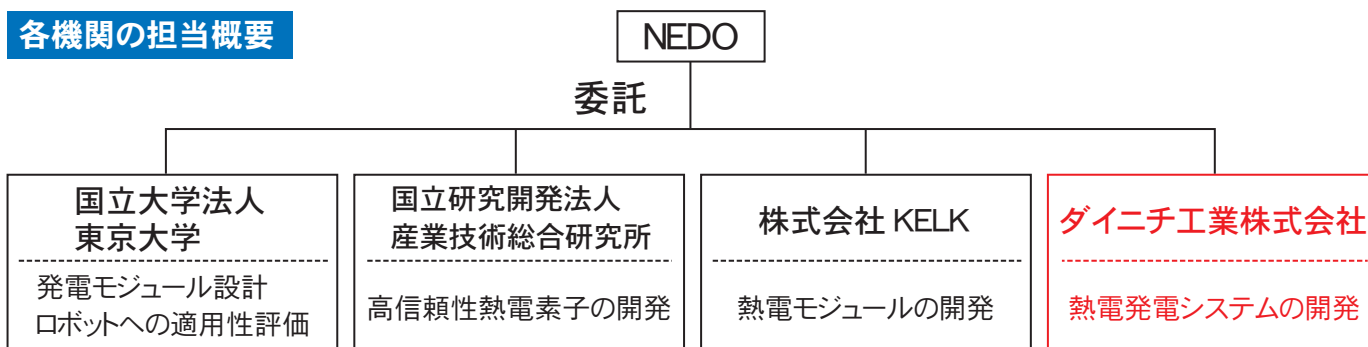 各機関の担当概要
NEDO
委託
国立大学法人
東京大学
発電モジュール設計
ロボットへの適用性評価
国立研究開発法人
産業技術総合研究所
高信頼性熱電素子の開発
株式会社 KELK
熱電モジュールの開発
ダイニチ工業株式会社
熱電発電システムの開発